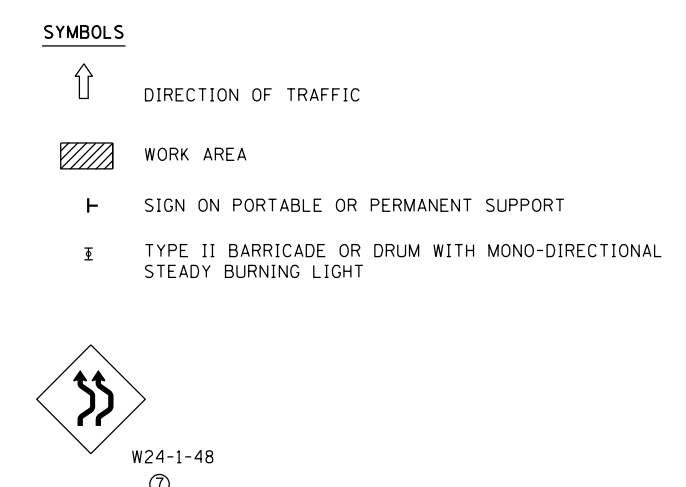 SYMBOLS
DIRECTION OF TRAFFIC
WORK AREA
SIGN ON PORTABLE OR PERMANENT SUPPORT
TYPE II BARRICADE OR DRUM WITH MONO-DIRECTIONAL
STEADY BURNING LIGHT
W24-1-48
7